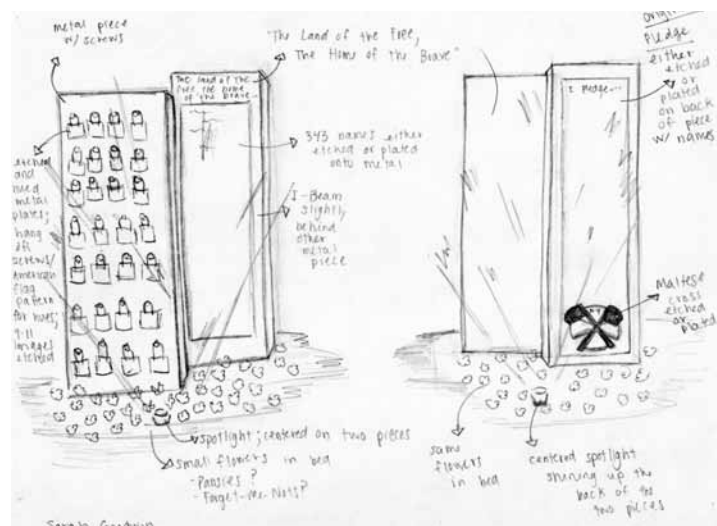 metal piece
w/ screws
"The Land of the Free,
The Home of the Brave"
The Land of the
Free, the Home
of the Brave...
343 names either
etched or plated
onto metal
I-Beam
slightly
behind
other
metal
piece
etched
and
hued
metal
plates;
hang
off
screws/
American
flag
pattern
for hues;
9-11
images
etched
spotlight; centered on two pieces
small flowers in bed
- Pansies?
- Forget-Me-Nots?
Pledge
either
etched
or
plated
on back
of piece
w/ names
I Pledge...
Maltese
cross
etched
or
plated
same
flowers
in bed
centered spotlight
shining up the
back of the
two pieces
Sarah